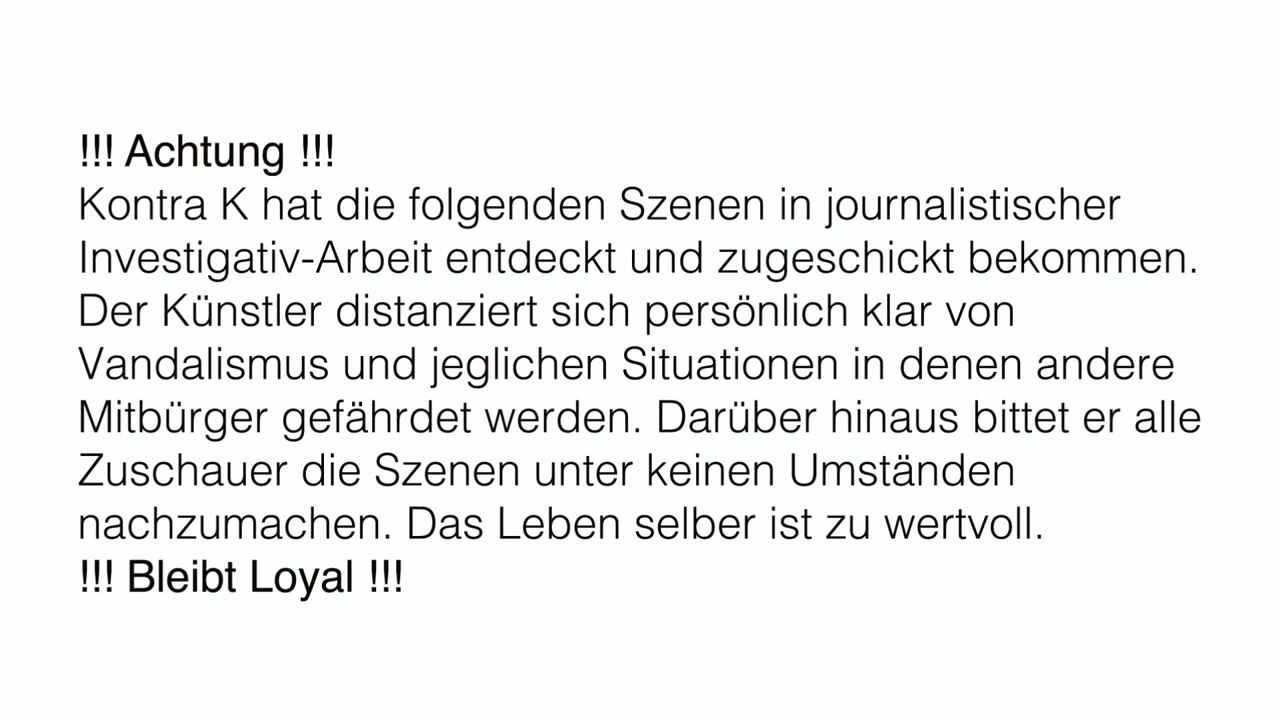 !!! Achtung !!!
Kontra K hat die folgenden Szenen in journalistischer
Investigativ-Arbeit entdeckt und zugeschickt bekommen.
Der Künstler distanziert sich persönlich klar von
Vandalismus und jeglichen Situationen in denen andere
Mitbürger gefährdet werden. Darüber hinaus bittet er alle
Zuschauer die Szenen unter keinen Umständen
nachzumachen. Das Leben selber ist zu wertvoll.
!!! Bleibt Loyal !!!